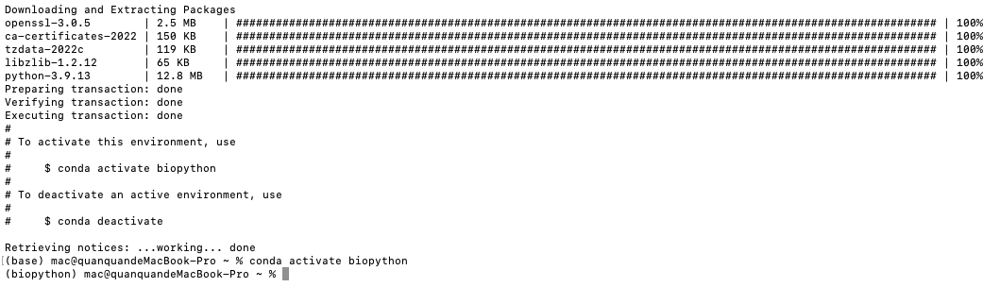 Downloading and Extracting Packages
openssl-3.0.5        | 2.5 MB    | ########################################################################################################## | 100%
ca-certificates-2022 | 150 KB    | ########################################################################################################## | 100%
tzdata-2022c         | 119 KB    | ########################################################################################################## | 100%
libzlib-1.2.12       | 65 KB     | ########################################################################################################## | 100%
python-3.9.13        | 12.8 MB   | ########################################################################################################## | 100%
Preparing transaction: done
Verifying transaction: done
Executing transaction: done
#
# To activate this environment, use
#
#     $ conda activate biopython
#
# To deactivate an active environment, use
#
#     $ conda deactivate

Retrieving notices: ...working... done
(base) mac@quanquandeMacBook-Pro ~ % conda activate biopython
(biopython) mac@quanquandeMacBook-Pro ~ %